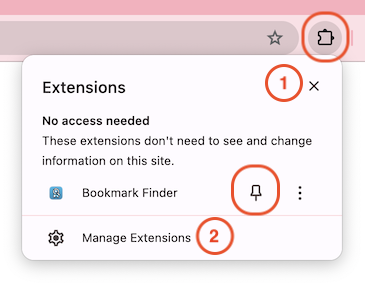 1
Extensions
No access needed
These extensions don't need to see and change
information on this site.
Bookmark Finder
Manage Extensions 2